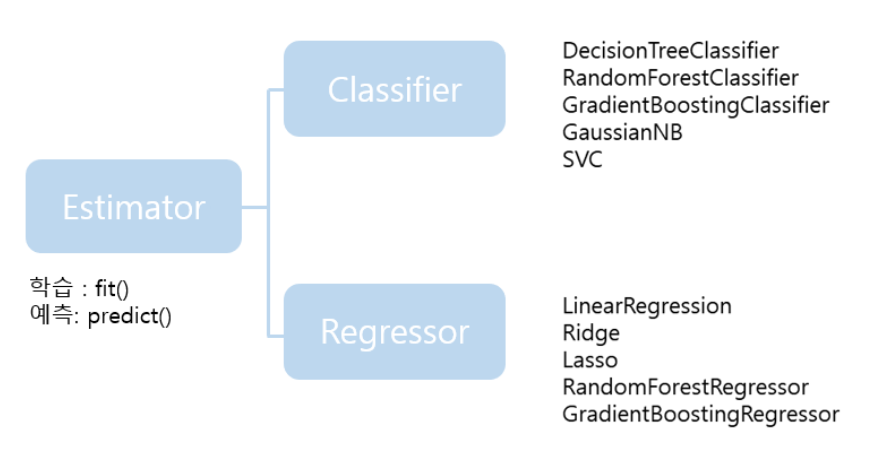 Classifier
DecisionTreeClassifier
RandomForestClassifier
GradientBoostingClassifier
GaussianNB
SVC
Estimator
학습 : fit()
예측: predict()
Regressor
LinearRegression
Ridge
Lasso
RandomForestRegressor
GradientBoostingRegressor